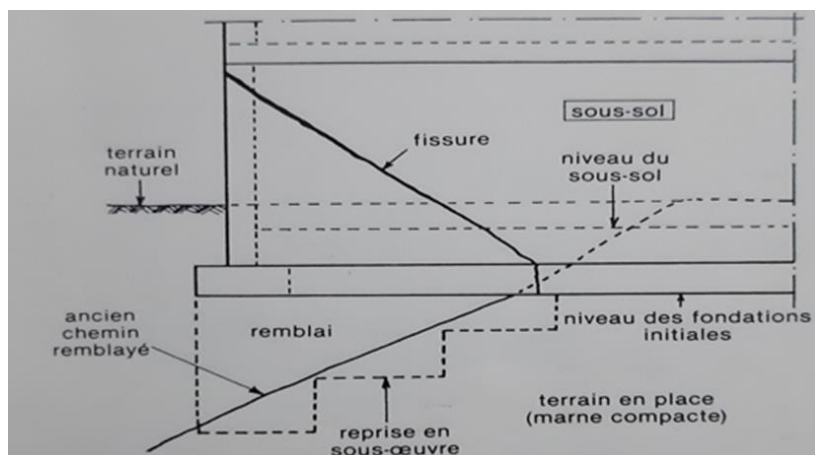 sous-sol
fissure
terrain
naturel
niveau du
sous-sol
ancien
chemin
remblayé
remblai
niveau des fondations
initiales
terrain en place
(marne compacte)
reprise en
sous-œuvre